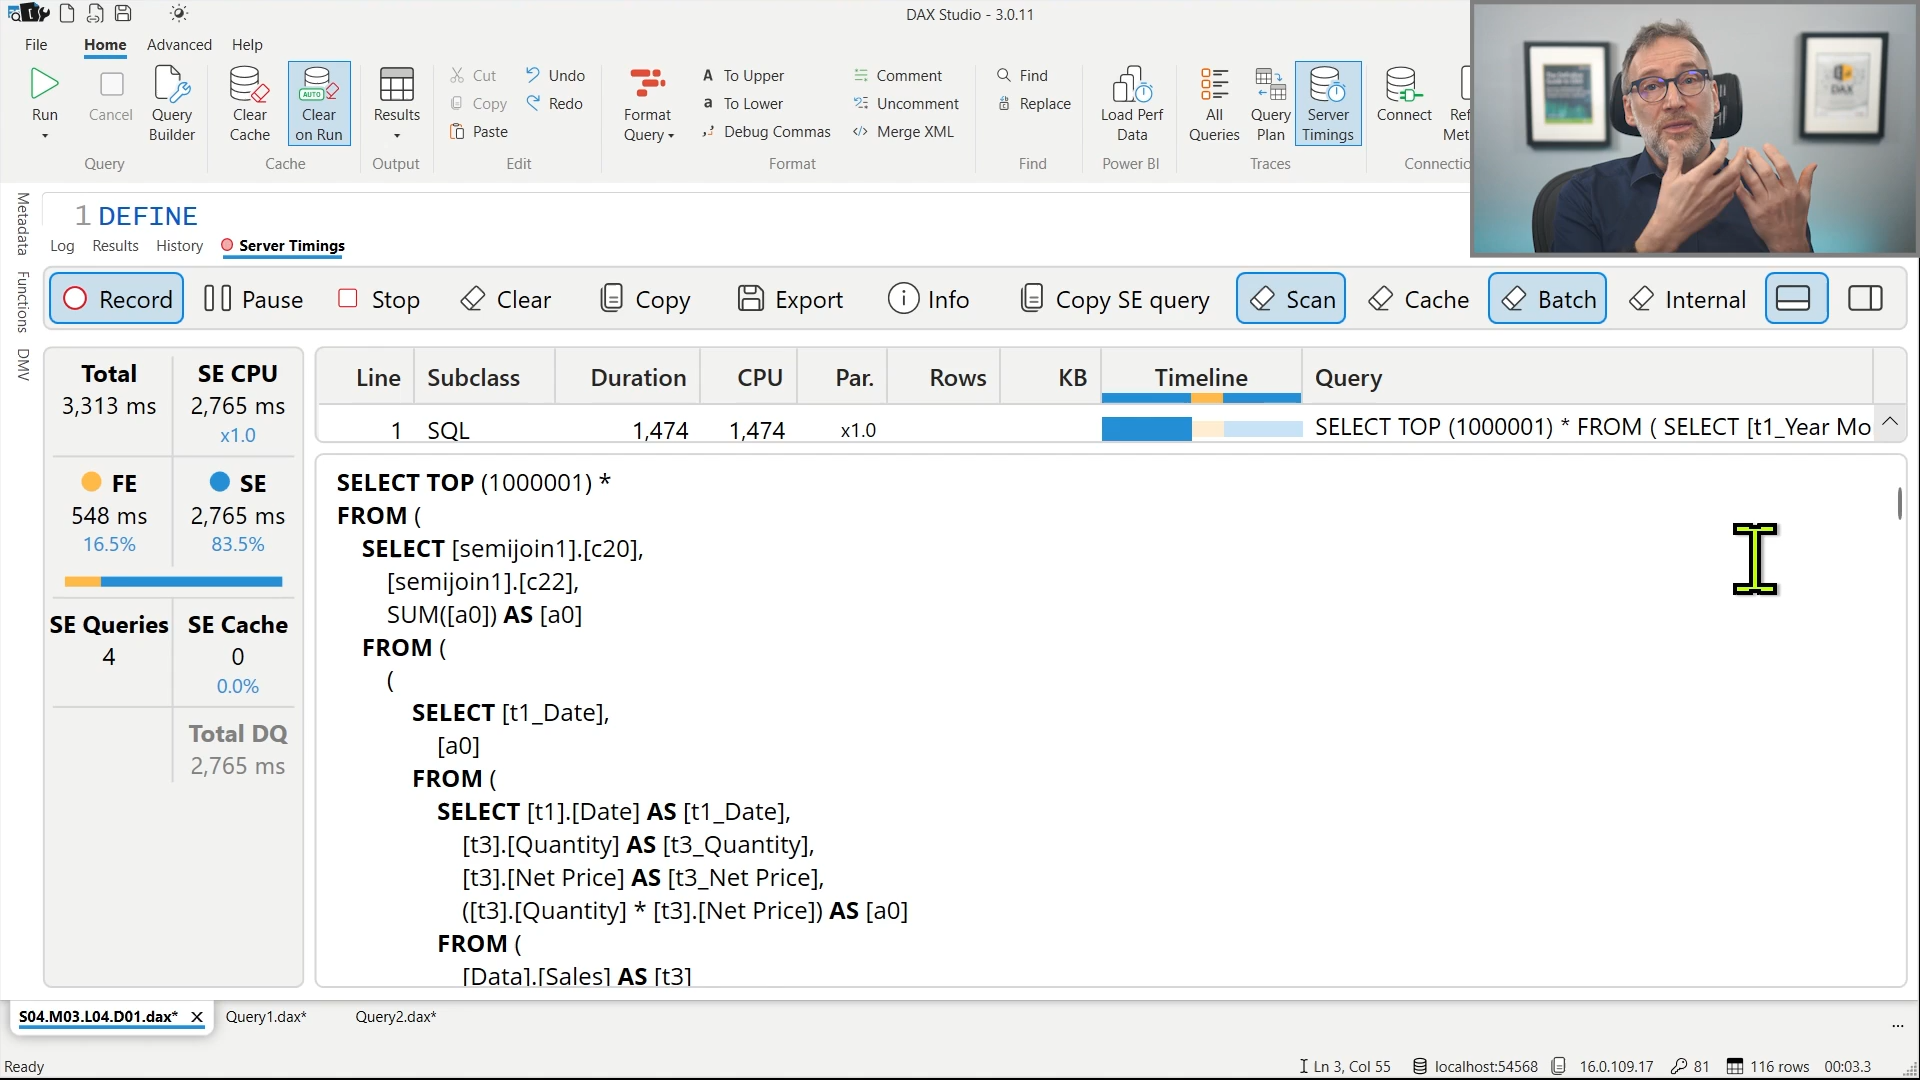 DAX Studio - 3.0.11
File Home Advanced Help
Run Cancel Query Builder
Clear Cache Clear on Run
AUTO
Results
Cut Copy Paste Undo Redo
Format Query
To Upper
To Lower
Debug Commas
Comment
Uncomment
Merge XML
Find
Replace
Load Perf Data
All Queries Query Plan Server Timings
Connect
Query Cache Output Edit Format Find Power BI Traces
DAX
Metadata
Functions
DMV
1 DEFINE
Log Results History Server Timings
Record Pause Stop Clear Copy Export Info Copy SE query Scan Cache Batch Internal
Total SE CPU
3,313 ms 2,765 ms
x1.0
FE SE
548 ms 2,765 ms
16.5% 83.5%
SE Queries SE Cache
4 0
0.0%
Total DQ
2,765 ms
Line Subclass Duration CPU Par. Rows KB Timeline Query
1 SQL 1,474 1,474 x1.0 SELECT TOP (1000001) * FROM ( SELECT [t1_Year Mo
SELECT TOP (1000001) *
FROM (
SELECT [semijoin1].[c20],
[semijoin1].[c22],
SUM([a0]) AS [a0]
FROM (
(
SELECT [t1_Date],
[a0]
FROM (
SELECT [t1].[Date] AS [t1_Date],
[t3].[Quantity] AS [t3_Quantity],
[t3].[Net Price] AS [t3_Net Price],
([t3].[Quantity] * [t3].[Net Price]) AS [a0]
FROM (
[Data].[Sales] AS [t3]
S04.M03.L04.D01.dax* Query1.dax* Query2.dax*
Ready Ln 3, Col 55 localhost:54568 16.0.109.17 81 116 rows 00:03.3